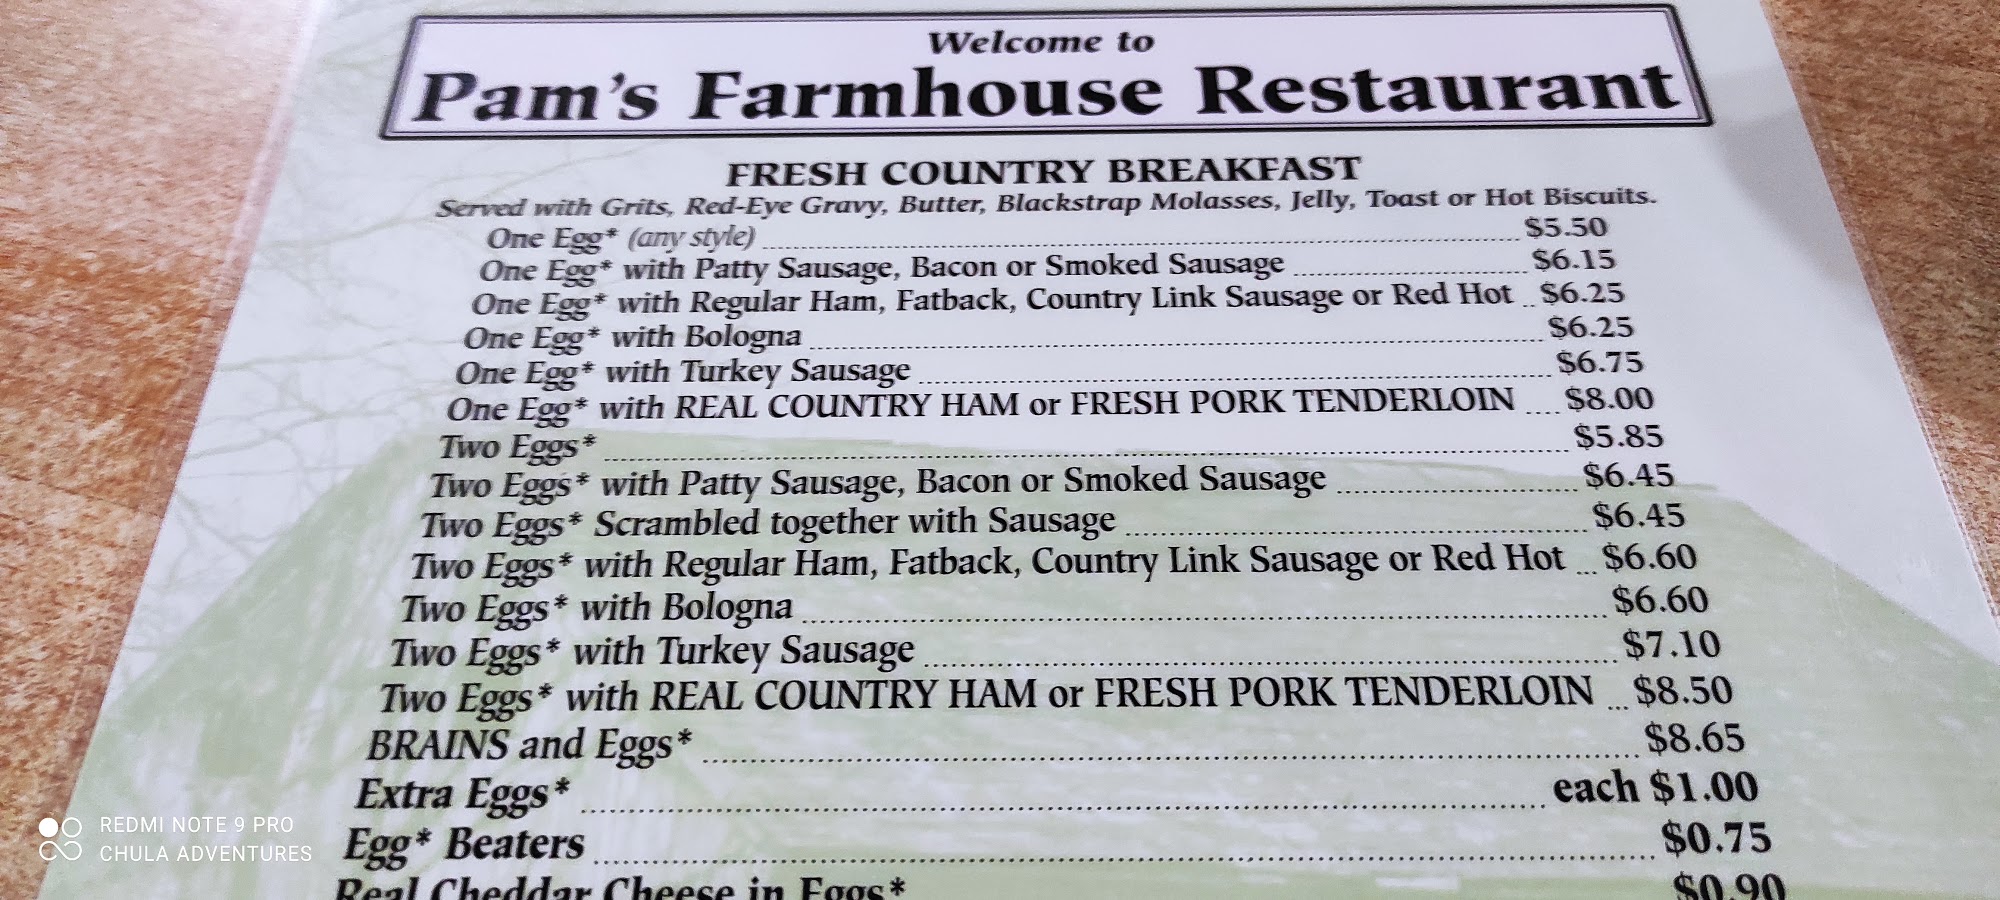 Welcome to
Pam's Farmhouse Restaurant
FRESH COUNTRY BREAKFAST
Served with Grits, Red-Eye Gravy, Butter, Blackstrap Molasses, Jelly, Toast or Hot Biscuits.
One Egg* (any style) $5.50
One Egg* with Patty Sausage, Bacon or Smoked Sausage $6.15
One Egg* with Regular Ham, Fatback, Country Link Sausage or Red Hot $6.25
One Egg* with Bologna $6.25
One Egg* with Turkey Sausage $6.75
One Egg* with REAL COUNTRY HAM or FRESH PORK TENDERLOIN $8.00
Two Eggs* $5.85
Two Eggs* with Patty Sausage, Bacon or Smoked Sausage $6.45
Two Eggs* Scrambled together with Sausage $6.45
Two Eggs* with Regular Ham, Fatback, Country Link Sausage or Red Hot $6.60
Two Eggs* with Bologna $6.60
Two Eggs* with Turkey Sausage $7.10
Two Eggs* with REAL COUNTRY HAM or FRESH PORK TENDERLOIN $8.50
BRAINS and Eggs* $8.65
Extra Eggs* each $1.00
Egg* Beaters $0.75
Real Cheddar Cheese in Eggs* $0.90
REDMI NOTE 9 PRO
CHULA ADVENTURES